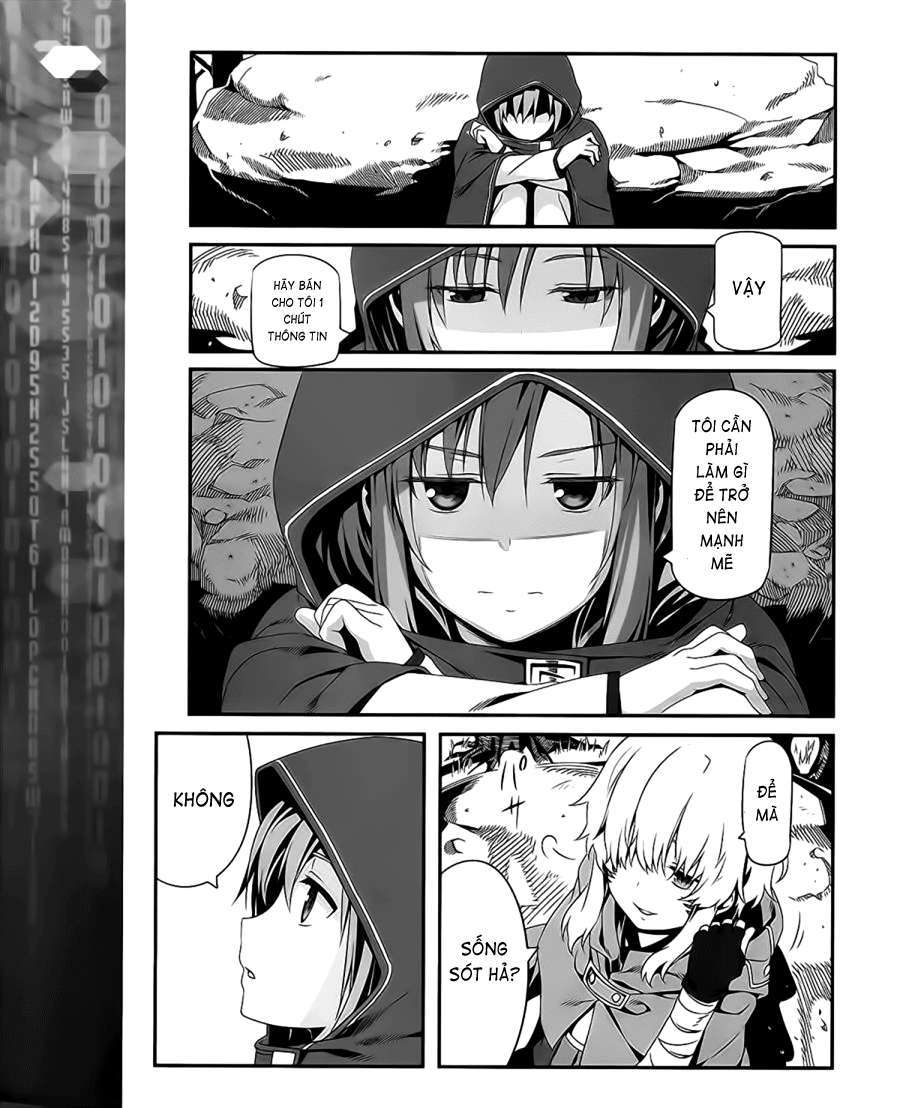 VẬY
HÃY BÁN
CHO TÔI 1
CHÚT
THÔNG TIN
TÔI CẦN
PHẢI
LÀM GÌ
ĐỂ TRỞ
NÊN
MẠNH
MẼ
ĐỂ
MÀ
SỐNG
SÓT HẢ?
KHÔNG